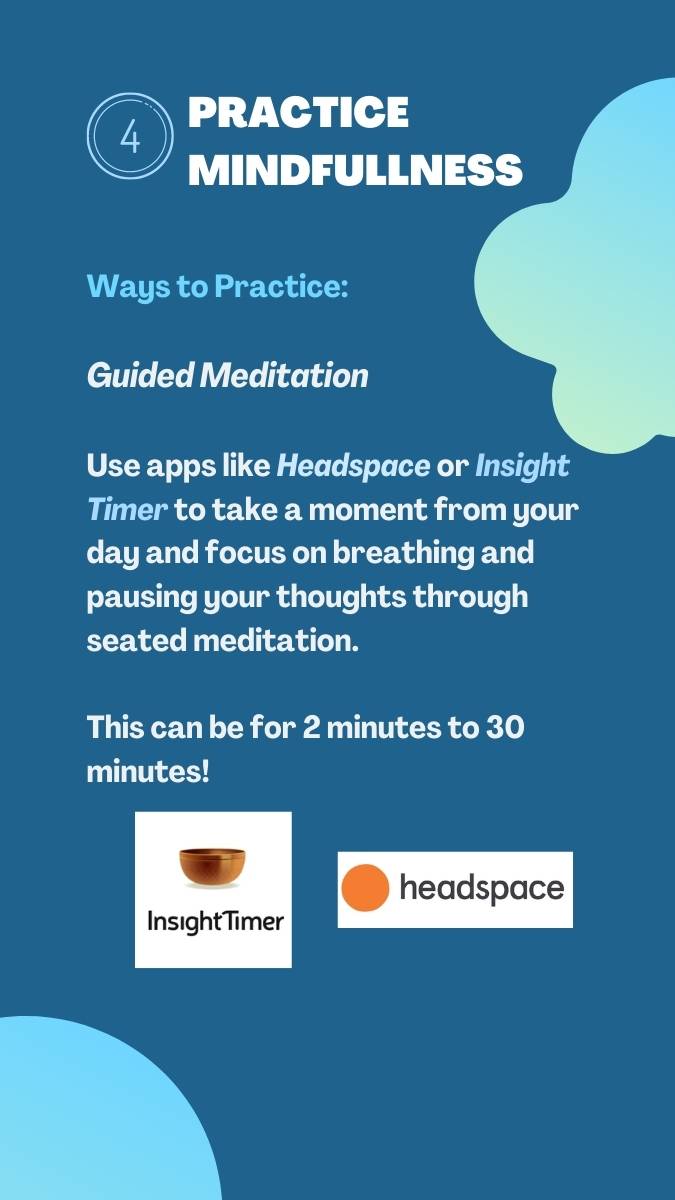 4
PRACTICE
MINDFULLNESS
Ways to Practice:
Guided Meditation
Use apps like Headspace or Insight
Timer to take a moment from your
day and focus on breathing and
pausing your thoughts through
seated meditation.
This can be for 2 minutes to 30
minutes!
InsightTimer
headspace